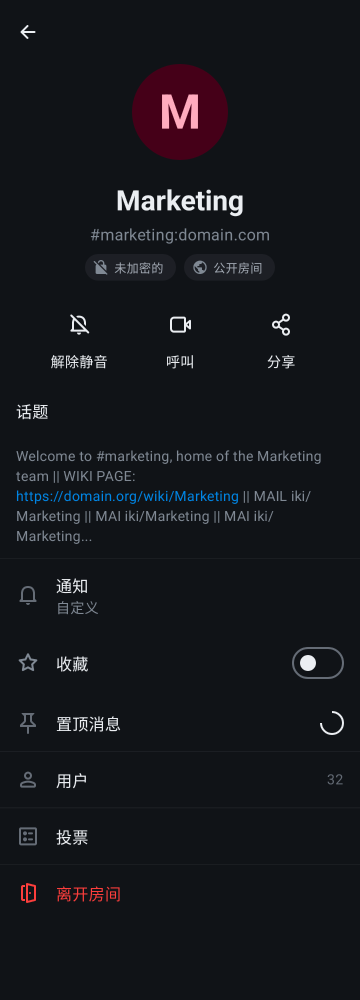 M
Marketing
#marketing:domain.com
未加密的
公开房间
解除静音
呼叫
分享
话题
Welcome to #marketing, home of the Marketing
team || WIKI PAGE:
https://domain.org/wiki/Marketing || MAIL iki/
Marketing || MAI iki/Marketing || MAI iki/
Marketing...
通知
自定义
收藏
置顶消息
用户
32
投票
离开房间